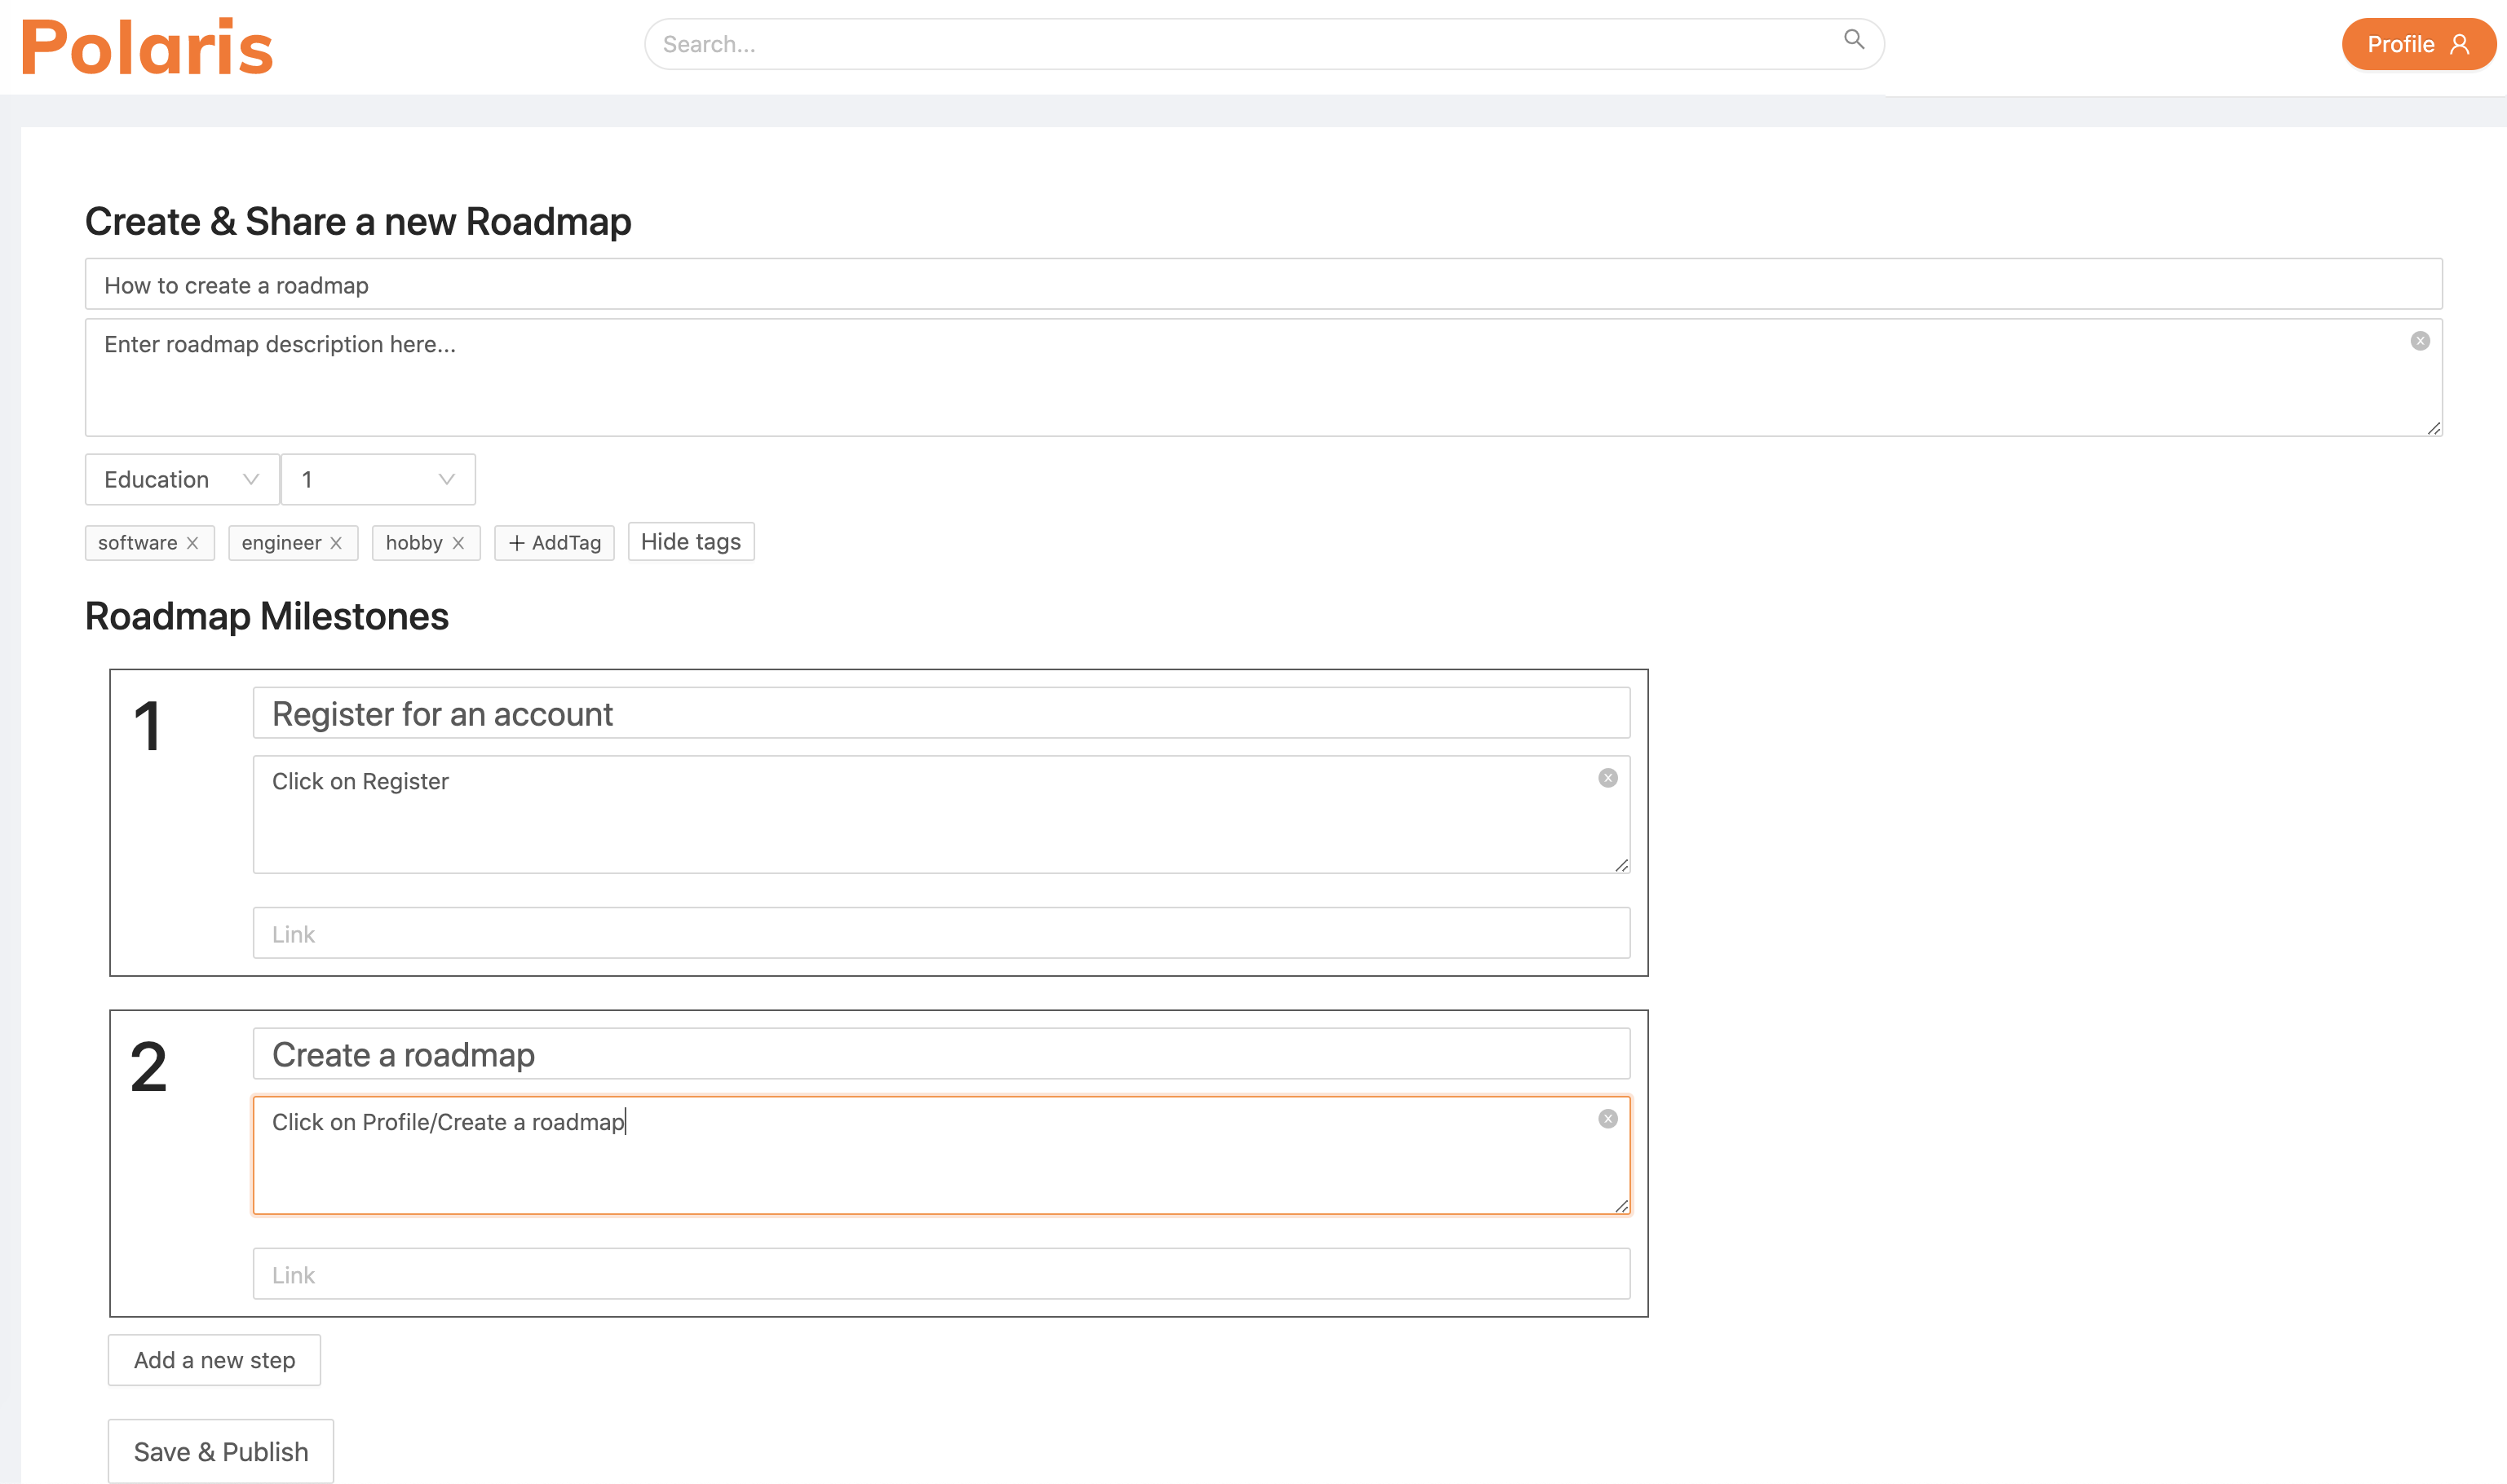 Polaris
Search...
Profile
Create & Share a new Roadmap
How to create a roadmap
Enter roadmap description here...
Education 1
software engineer hobby + AddTag Hide tags
Roadmap Milestones
1
Register for an account
Click on Register
Link
2
Create a roadmap
Click on Profile/Create a roadmap
Link
Add a new step
Save & Publish